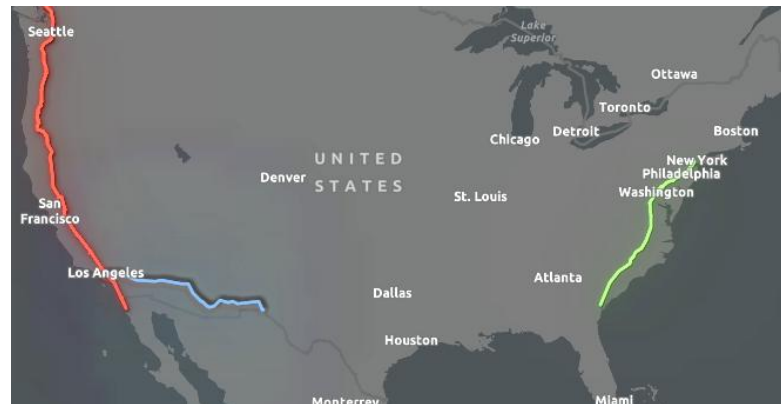 Seattle
Lake
Superior
Ottawa
Toronto
Boston
Chicago
Detroit
New York
Philadelphia
UNITED
STATES
Denver
Washington
St. Louis
San
Francisco
Los Angeles
Atlanta
Dallas
Houston
Monterrey
Miami